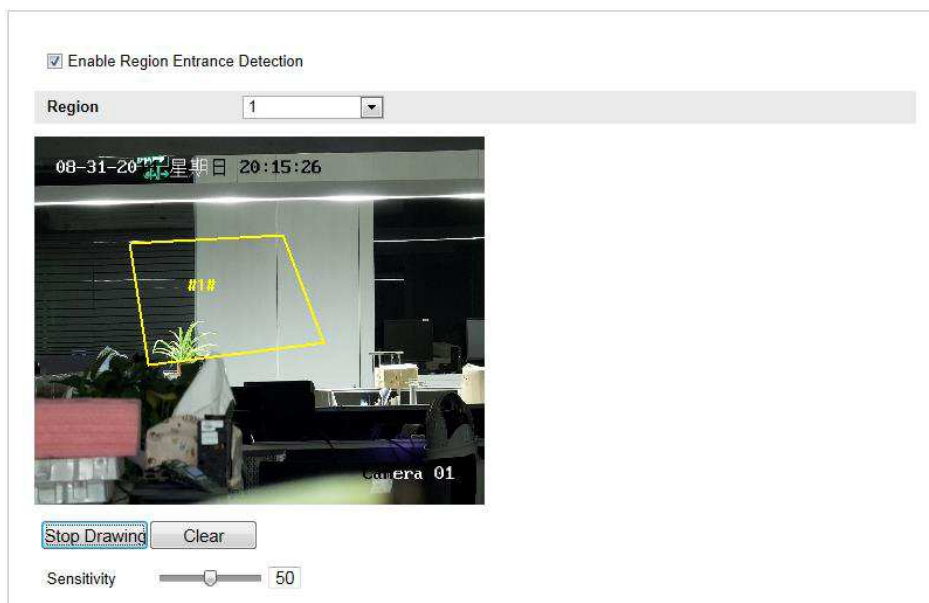 Enable Region Entrance Detection
Region 1
08-31-20 星期日 20:15:26
#1#
Camera 01
Stop Drawing Clear
Sensitivity 50